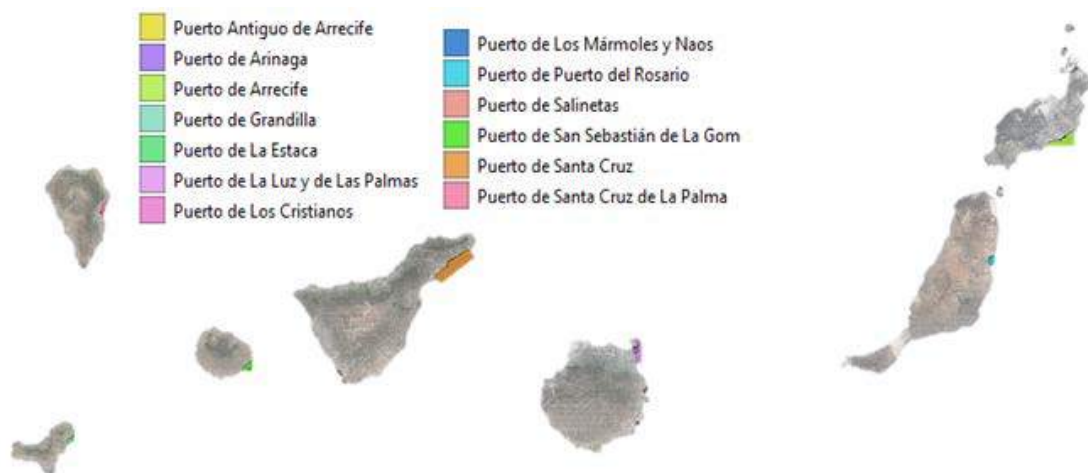 Puerto Antiguo de Arrecife
Puerto de Arinaga
Puerto de Arrecife
Puerto de Grandilla
Puerto de La Estaca
Puerto de La Luz y de Las Palmas
Puerto de Los Cristianos
Puerto de Los Mármoles y Naos
Puerto de Puerto del Rosario
Puerto de Salinetas
Puerto de San Sebastián de La Gom
Puerto de Santa Cruz
Puerto de Santa Cruz de La Palma